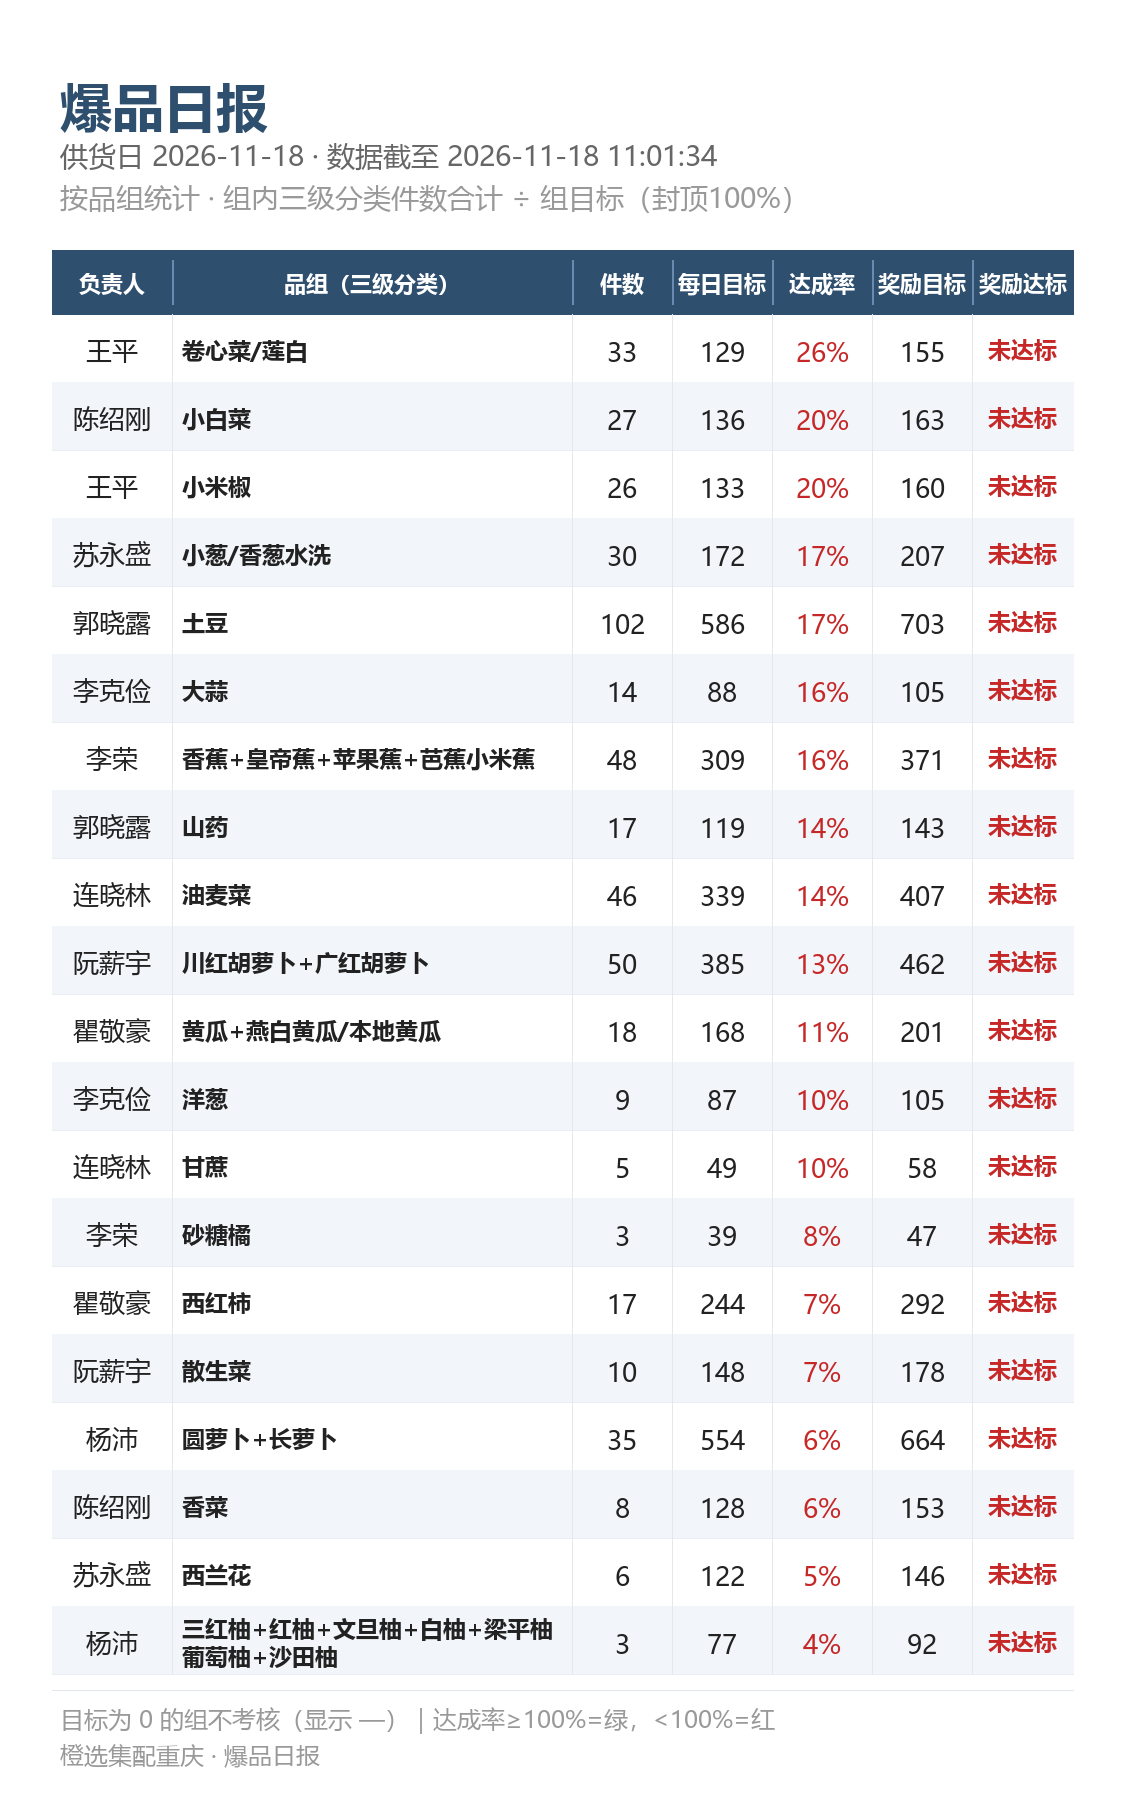 爆品日报
供货日 2026-11-18 · 数据截至 2026-11-18 11:01:34
按品组统计 · 组内三级分类件数合计 ÷ 组目标（封顶100%）
负责人 品组（三级分类） 件数 每日目标 达成率 奖励目标 奖励达标
王平 卷心菜/莲白 33 129 26% 155 未达标
陈绍刚 小白菜 27 136 20% 163 未达标
王平 小米椒 26 133 20% 160 未达标
苏永盛 小葱/香葱水洗 30 172 17% 207 未达标
郭晓露 土豆 102 586 17% 703 未达标
李克俭 大蒜 14 88 16% 105 未达标
李荣 香蕉+皇帝蕉+苹果蕉+芭蕉小米蕉 48 309 16% 371 未达标
郭晓露 山药 17 119 14% 143 未达标
连晓林 油麦菜 46 339 14% 407 未达标
阮薪宇 川红胡萝卜+广红胡萝卜 50 385 13% 462 未达标
瞿敬豪 黄瓜+燕白黄瓜/本地黄瓜 18 168 11% 201 未达标
李克俭 洋葱 9 87 10% 105 未达标
连晓林 甘蔗 5 49 10% 58 未达标
李荣 砂糖橘 3 39 8% 47 未达标
瞿敬豪 西红柿 17 244 7% 292 未达标
阮薪宇 散生菜 10 148 7% 178 未达标
杨沛 圆萝卜+长萝卜 35 554 6% 664 未达标
陈绍刚 香菜 8 128 6% 153 未达标
苏永盛 西兰花 6 122 5% 146 未达标
杨沛 三红柚+红柚+文旦柚+白柚+梁平柚 3 77 4% 92 未达标
葡萄柚+沙田柚
目标为 0 的组不考核（显示 —）｜达成率≥100%=绿，<100%=红
橙选集配重庆 · 爆品日报